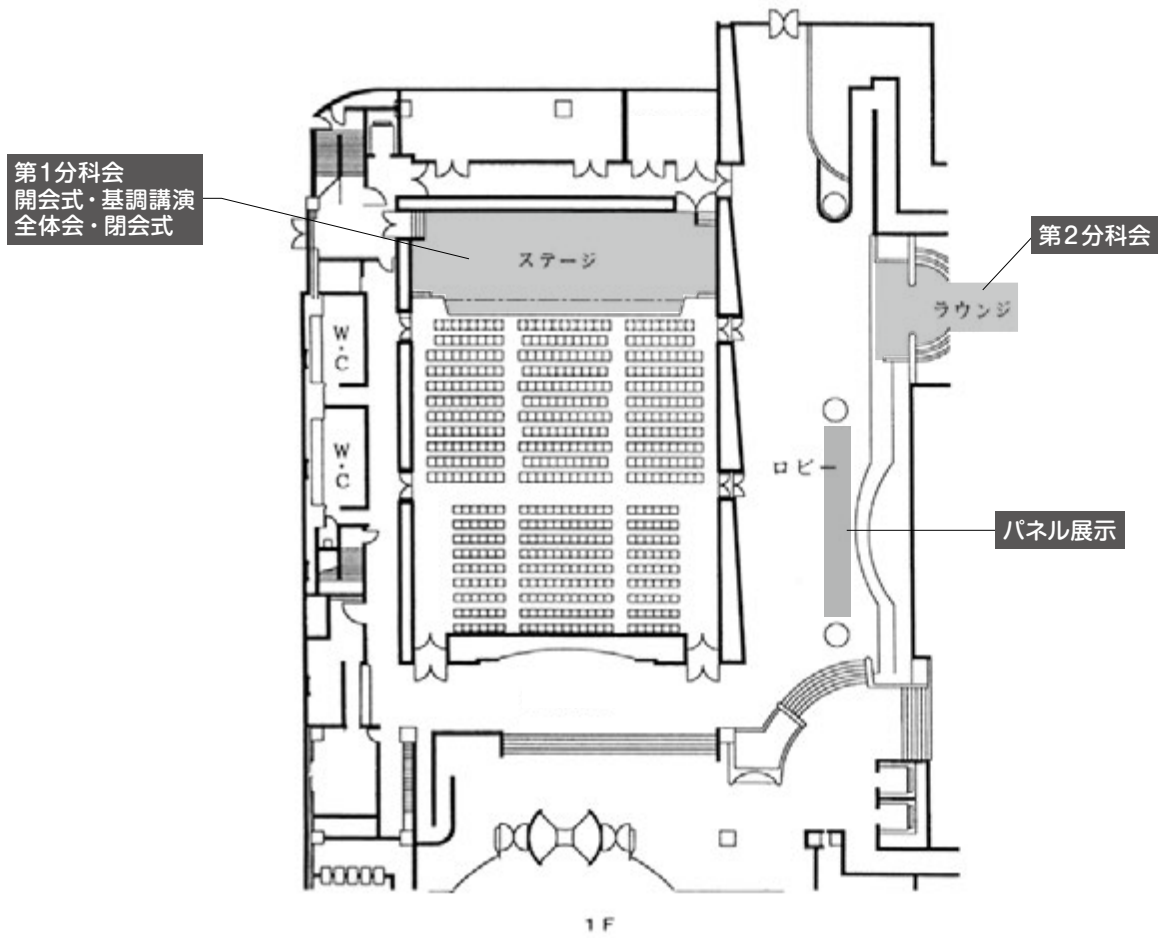 第1分科会
開会式・基調講演
全体会・閉会式
ステージ
第2分科会
ラウンジ
W・C
W・C
ロビー
パネル展示
1F